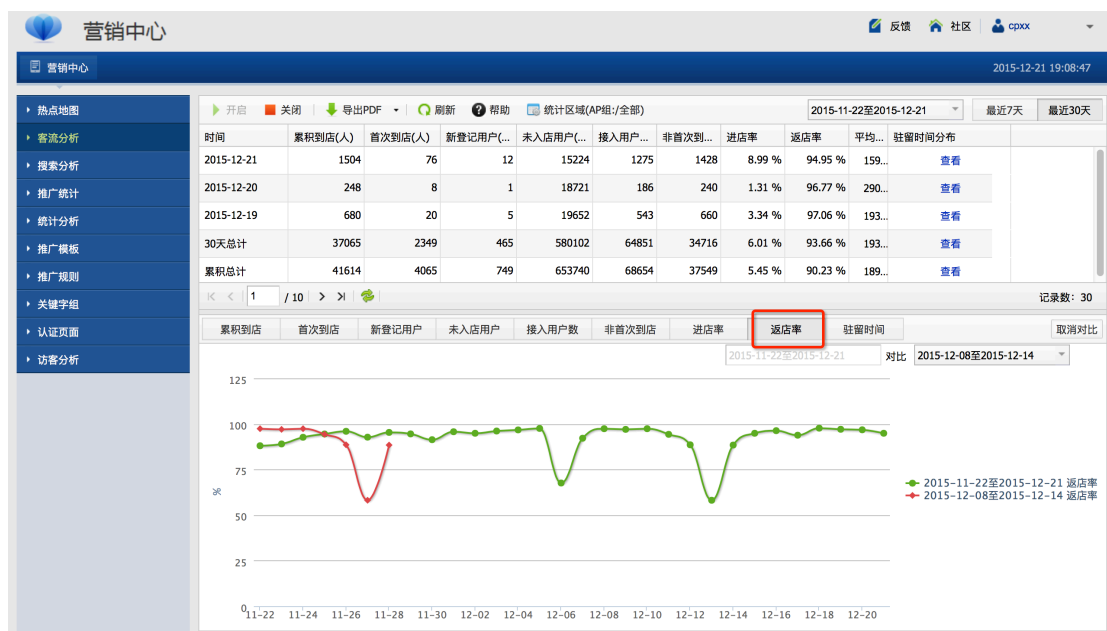 营销中心 反馈 社区 cpxx
营销中心 2015-12-21 19:08:47
热点地图
客流分析
搜索分析
推广统计
统计分析
推广模板
推广规则
关键字组
认证页面
访客分析
开启 关闭 导出PDF 刷新 帮助 统计区域(AP组:/全部) 2015-11-22至2015-12-21 最近7天 最近30天
时间 累积到店(人) 首次到店(人) 新登记用户(... 未入店用户(... 接入用户... 非首次到... 进店率 返店率 平均... 驻留时间分布
2015-12-21 1504 76 12 15224 1275 1428 8.99 % 94.95 % 159... 查看
2015-12-20 248 8 1 18721 186 240 1.31 % 96.77 % 290... 查看
2015-12-19 680 20 5 19652 543 660 3.34 % 97.06 % 193... 查看
30天总计 37065 2349 465 580102 64851 34716 6.01 % 93.66 % 193... 查看
累积总计 41614 4065 749 653740 68654 37549 5.45 % 90.23 % 189... 查看
1 / 10 记录数: 30
累积到店 首次到店 新登记用户 未入店用户 接入用户数 非首次到店 进店率 返店率 驻留时间 取消对比
2015-11-22至2015-12-21 对比 2015-12-08至2015-12-14
125
100
75
50
25
0
%
11-22 11-24 11-26 11-28 11-30 12-02 12-04 12-06 12-08 12-10 12-12 12-14 12-16 12-18 12-20
2015-11-22至2015-12-21 返店率
2015-12-08至2015-12-14 返店率